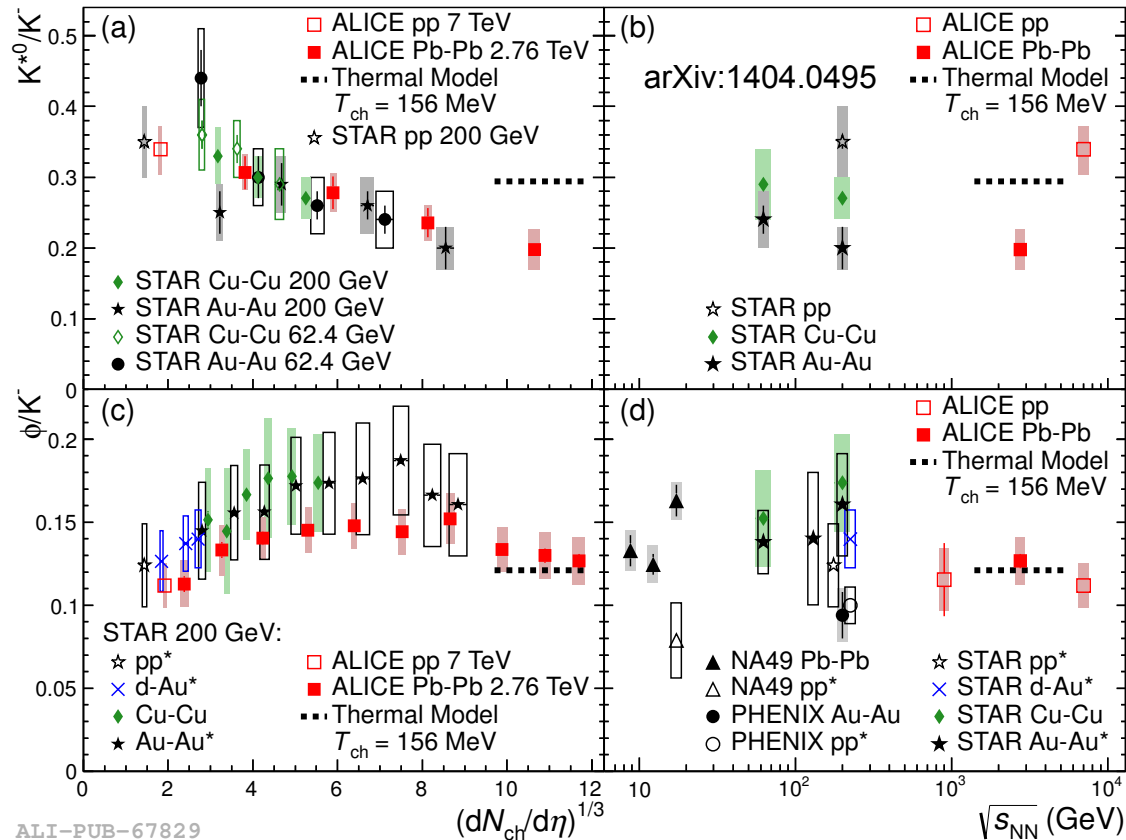 K*0/K-
(a)
ALICE pp 7 TeV
ALICE Pb-Pb 2.76 TeV
Thermal Model
Tch = 156 MeV
STAR pp 200 GeV
STAR Cu-Cu 200 GeV
STAR Au-Au 200 GeV
STAR Cu-Cu 62.4 GeV
STAR Au-Au 62.4 GeV
0.5
0.4
0.3
0.2
0.1
0
(b)
arXiv:1404.0495
ALICE pp
ALICE Pb-Pb
Thermal Model
Tch = 156 MeV
STAR pp
STAR Cu-Cu
STAR Au-Au
ϕ/K-
(c)
0.2
0.15
0.1
0.05
0
STAR 200 GeV:
pp*
d-Au*
Cu-Cu
Au-Au*
ALICE pp 7 TeV
ALICE Pb-Pb 2.76 TeV
Thermal Model
Tch = 156 MeV
0 2 4 6 8 10 12
(dNch/dη)1/3
(d)
ALICE pp
ALICE Pb-Pb
Thermal Model
Tch = 156 MeV
NA49 Pb-Pb
NA49 pp*
PHENIX Au-Au
PHENIX pp*
STAR pp*
STAR d-Au*
STAR Cu-Cu
STAR Au-Au*
10 10² 10³ 10⁴
√sNN (GeV)
ALI-PUB-67829